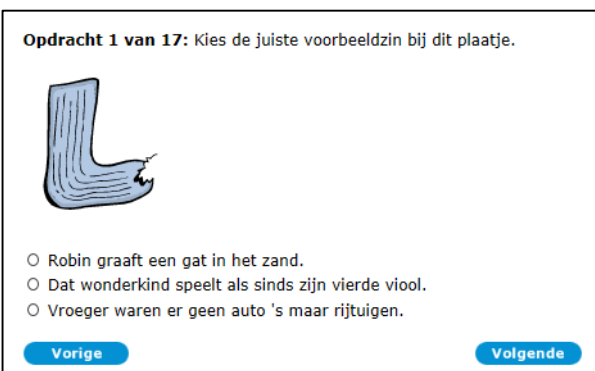 Opdracht 1 van 17: Kies de juiste voorbeeldzin bij dit plaatje.
Robin graaft een gat in het zand.
Dat wonderkind speelt als sinds zijn vierde viool.
Vroeger waren er geen auto 's maar rijtuigen.
Vorige
Volgende